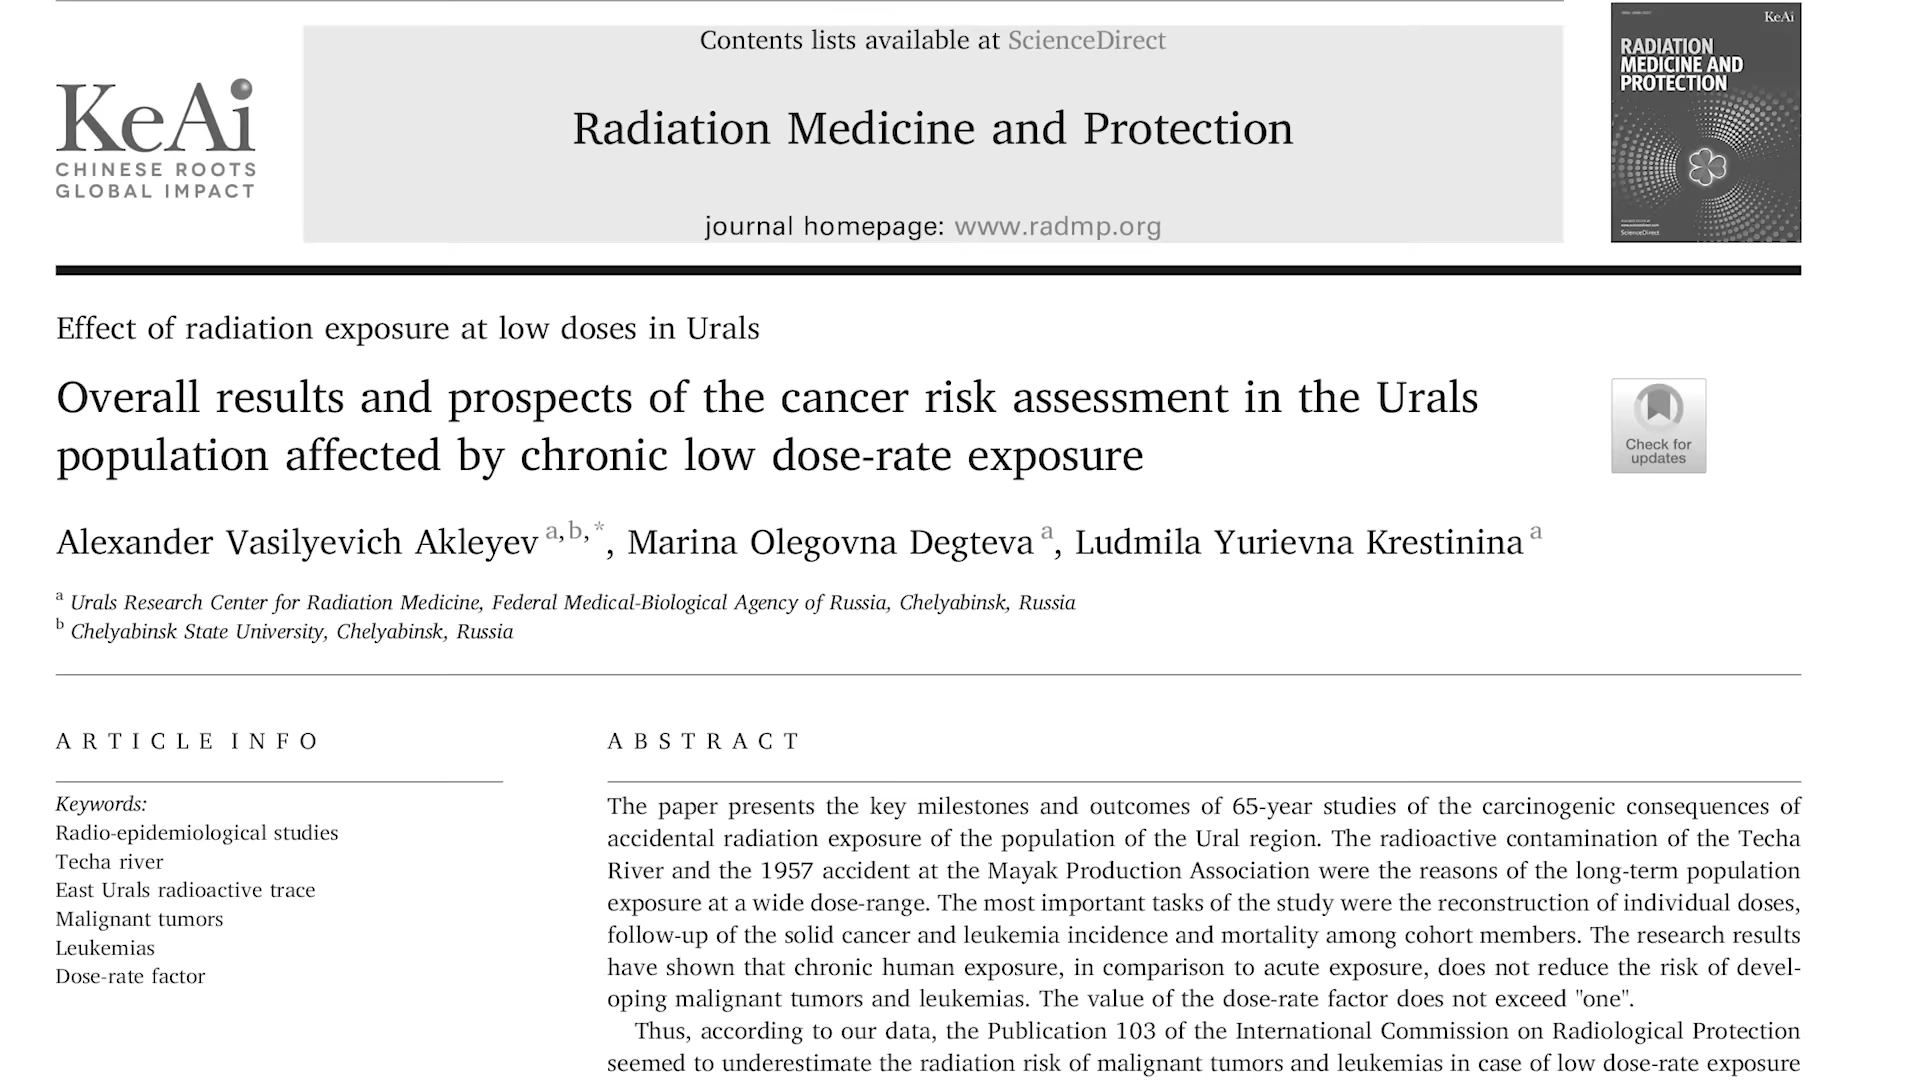 Contents lists available at ScienceDirect
KeAi
CHINESE ROOTS
GLOBAL IMPACT
Radiation Medicine and Protection
journal homepage: www.radmp.org
KeAi
RADIATION
MEDICINE AND
PROTECTION
ScienceDirect
Effect of radiation exposure at low doses in Urals
Overall results and prospects of the cancer risk assessment in the Urals
population affected by chronic low dose-rate exposure
Check for
updates
Alexander Vasilyevich Akleyev a,b,*, Marina Olegovna Degteva a, Ludmila Yurievna Krestinina a
a Urals Research Center for Radiation Medicine, Federal Medical-Biological Agency of Russia, Chelyabinsk, Russia
b Chelyabinsk State University, Chelyabinsk, Russia
ARTICLE INFO
Keywords:
Radio-epidemiological studies
Techa river
East Urals radioactive trace
Malignant tumors
Leukemias
Dose-rate factor
ABSTRACT
The paper presents the key milestones and outcomes of 65-year studies of the carcinogenic consequences of
accidental radiation exposure of the population of the Ural region. The radioactive contamination of the Techa
River and the 1957 accident at the Mayak Production Association were the reasons of the long-term population
exposure at a wide dose-range. The most important tasks of the study were the reconstruction of individual doses,
follow-up of the solid cancer and leukemia incidence and mortality among cohort members. The research results
have shown that chronic human exposure, in comparison to acute exposure, does not reduce the risk of devel-
oping malignant tumors and leukemias. The value of the dose-rate factor does not exceed "one".
Thus, according to our data, the Publication 103 of the International Commission on Radiological Protection
seemed to underestimate the radiation risk of malignant tumors and leukemias in case of low dose-rate exposure